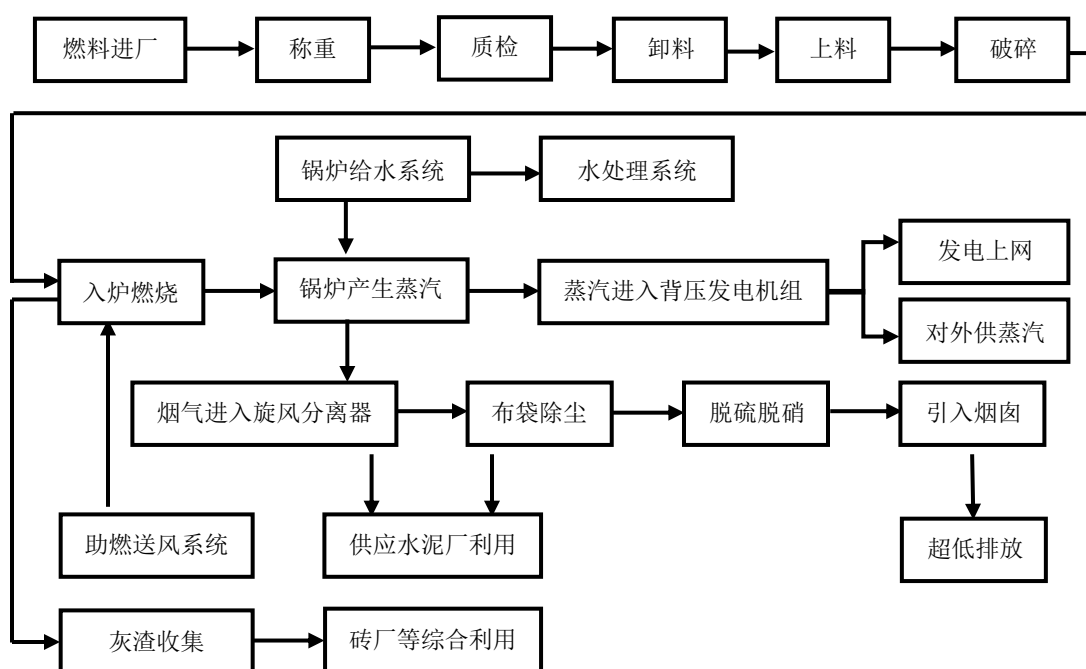 燃料进厂
称重
质检
卸料
上料
破碎
锅炉给水系统
水处理系统
入炉燃烧
锅炉产生蒸汽
蒸汽进入背压发电机组
发电上网
对外供蒸汽
烟气进入旋风分离器
布袋除尘
脱硫脱硝
引入烟囱
助燃送风系统
供应水泥厂利用
超低排放
灰渣收集
砖厂等综合利用